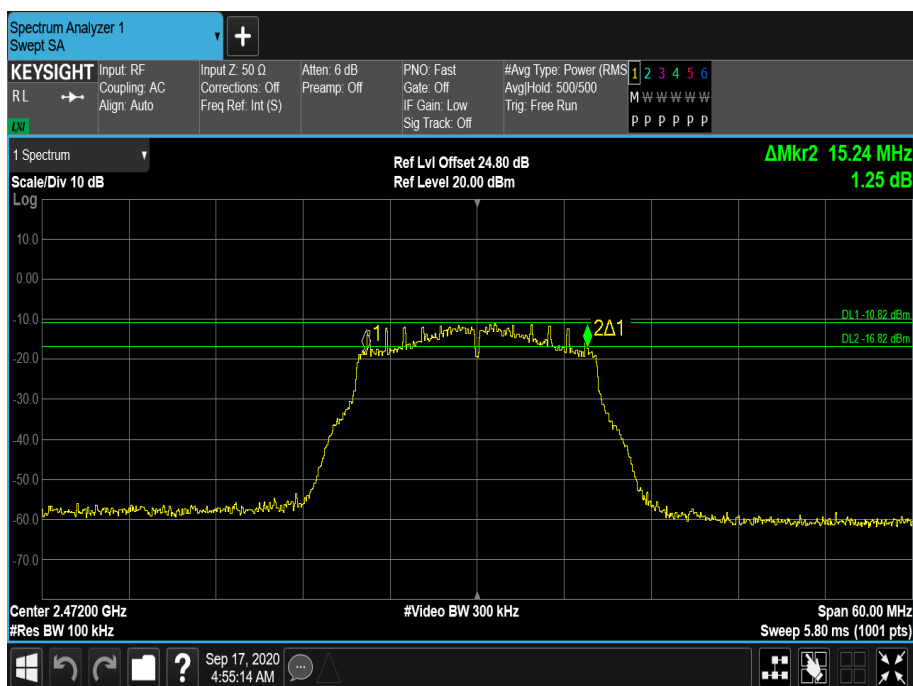 Spectrum Analyzer 1
Swept SA
+
KEYSIGHT
R L
LXI
Input: RF
Coupling: AC
Align: Auto
Input Z: 50 Ω
Corrections: Off
Freq Ref: Int (S)
Atten: 6 dB
Preamp: Off
PNO: Fast
Gate: Off
IF Gain: Low
Sig Track: Off
#Avg Type: Power (RMS
Avg|Hold: 500/500
Trig: Free Run
1 2 3 4 5 6
M W W W W W
P P P P P P
1 Spectrum
Scale/Div 10 dB
Log
Ref Lvl Offset 24.80 dB
Ref Level 20.00 dBm
ΔMkr2 15.24 MHz
1.25 dB
10.0
0.00
-10.0
-20.0
-30.0
-40.0
-50.0
-60.0
-70.0
1
2Δ1
DL1 -10.82 dBm
DL2 -16.82 dBm
Center 2.47200 GHz
#Res BW 100 kHz
#Video BW 300 kHz
Span 60.00 MHz
Sweep 5.80 ms (1001 pts)
?
Sep 17, 2020
4:55:14 AM